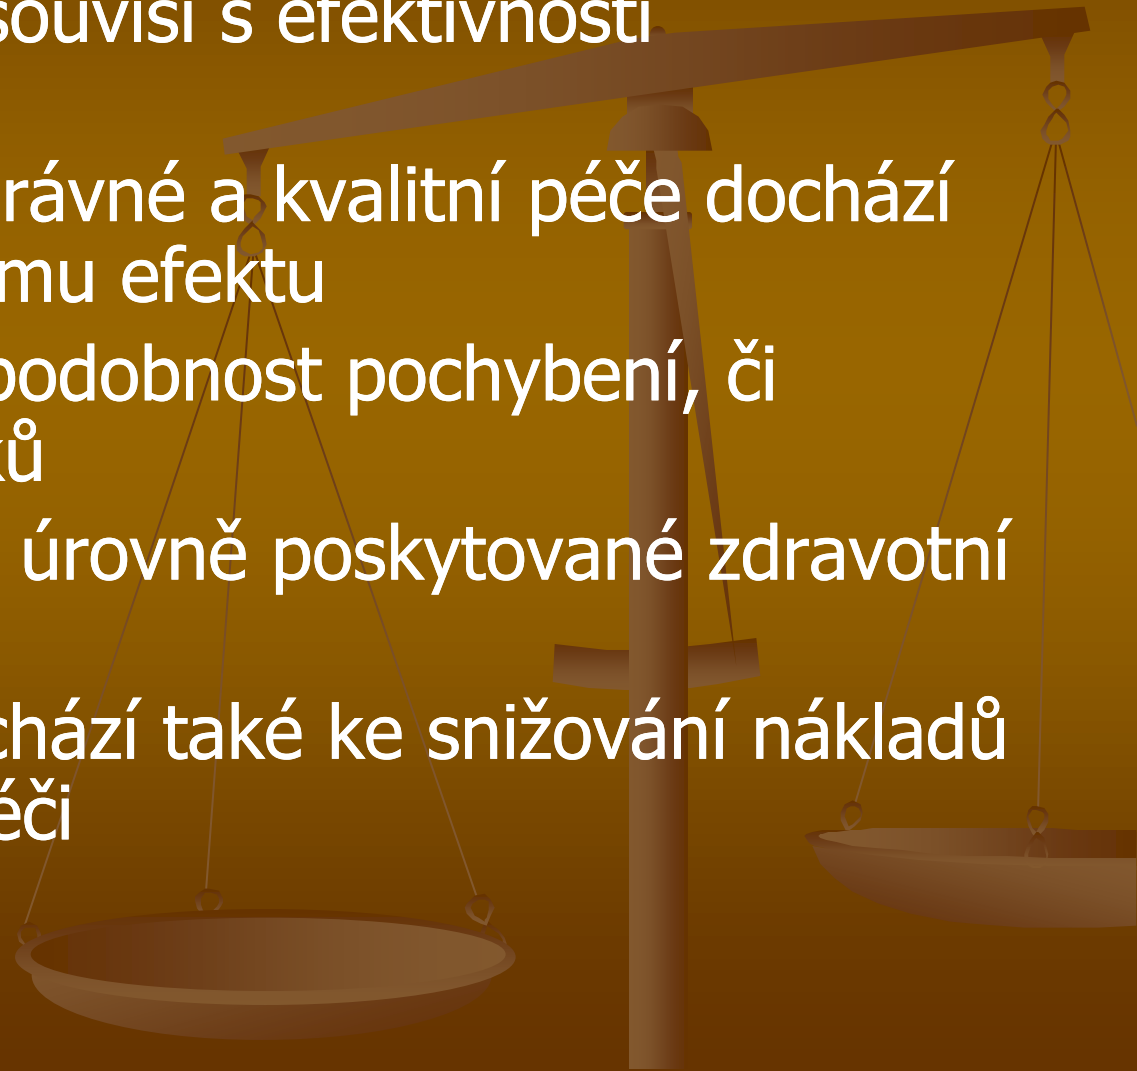 souvisí s efektivností
rávné a kvalitní péče dochází
mu efektu
podobnost pochybení, či
ků
úrovně poskytované zdravotní
chází také ke snižování nákladů
éči